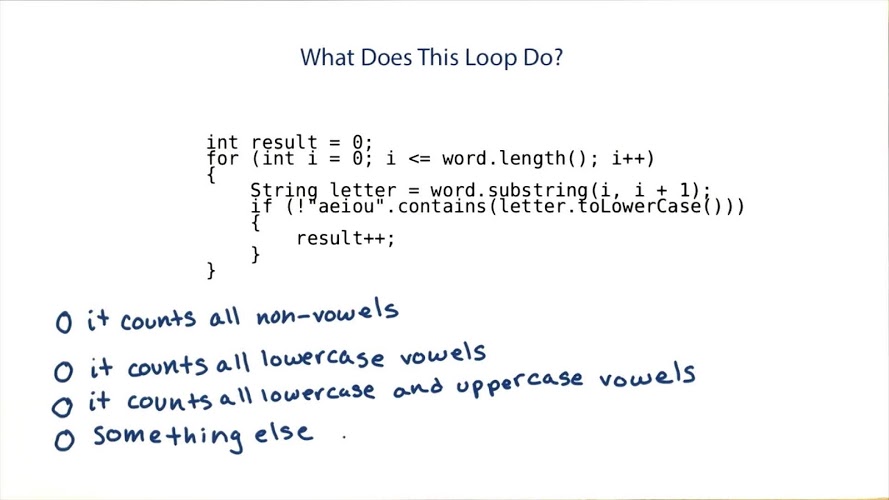 What Does This Loop Do?
int result = 0;
for (int i = 0; i <= word.length(); i++)
{
    String letter = word.substring(i, i + 1);
    if (!"aeiou".contains(letter.toLowerCase()))
    {
        result++;
    }
}
O it counts all non-vowels
O it counts all lowercase vowels
O it counts all lowercase and uppercase vowels
O Something else